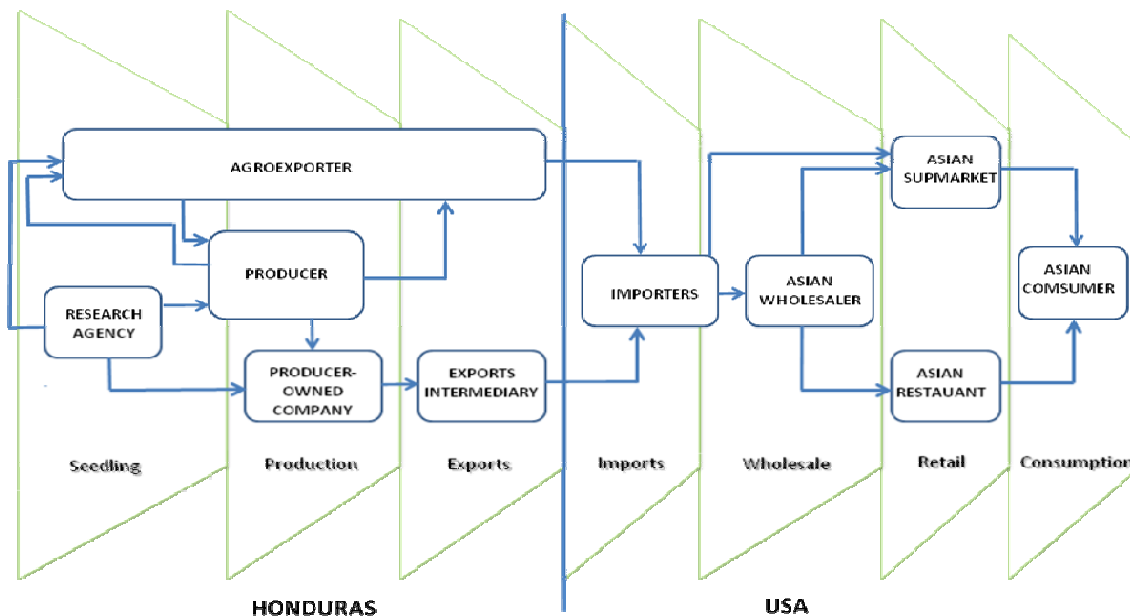 AGROEXPORTER
PRODUCER
RESEARCH
AGENCY
PRODUCER-
OWNED
COMPANY
EXPORTS
INTERMEDIARY
IMPORTERS
ASIAN
WHOLESALER
ASIAN
SUPMARKET
ASIAN
RESTAUANT
ASIAN
COMSUMER
Seedling
Production
Exports
Imports
Wholesale
Retail
Consumption
HONDURAS
USA